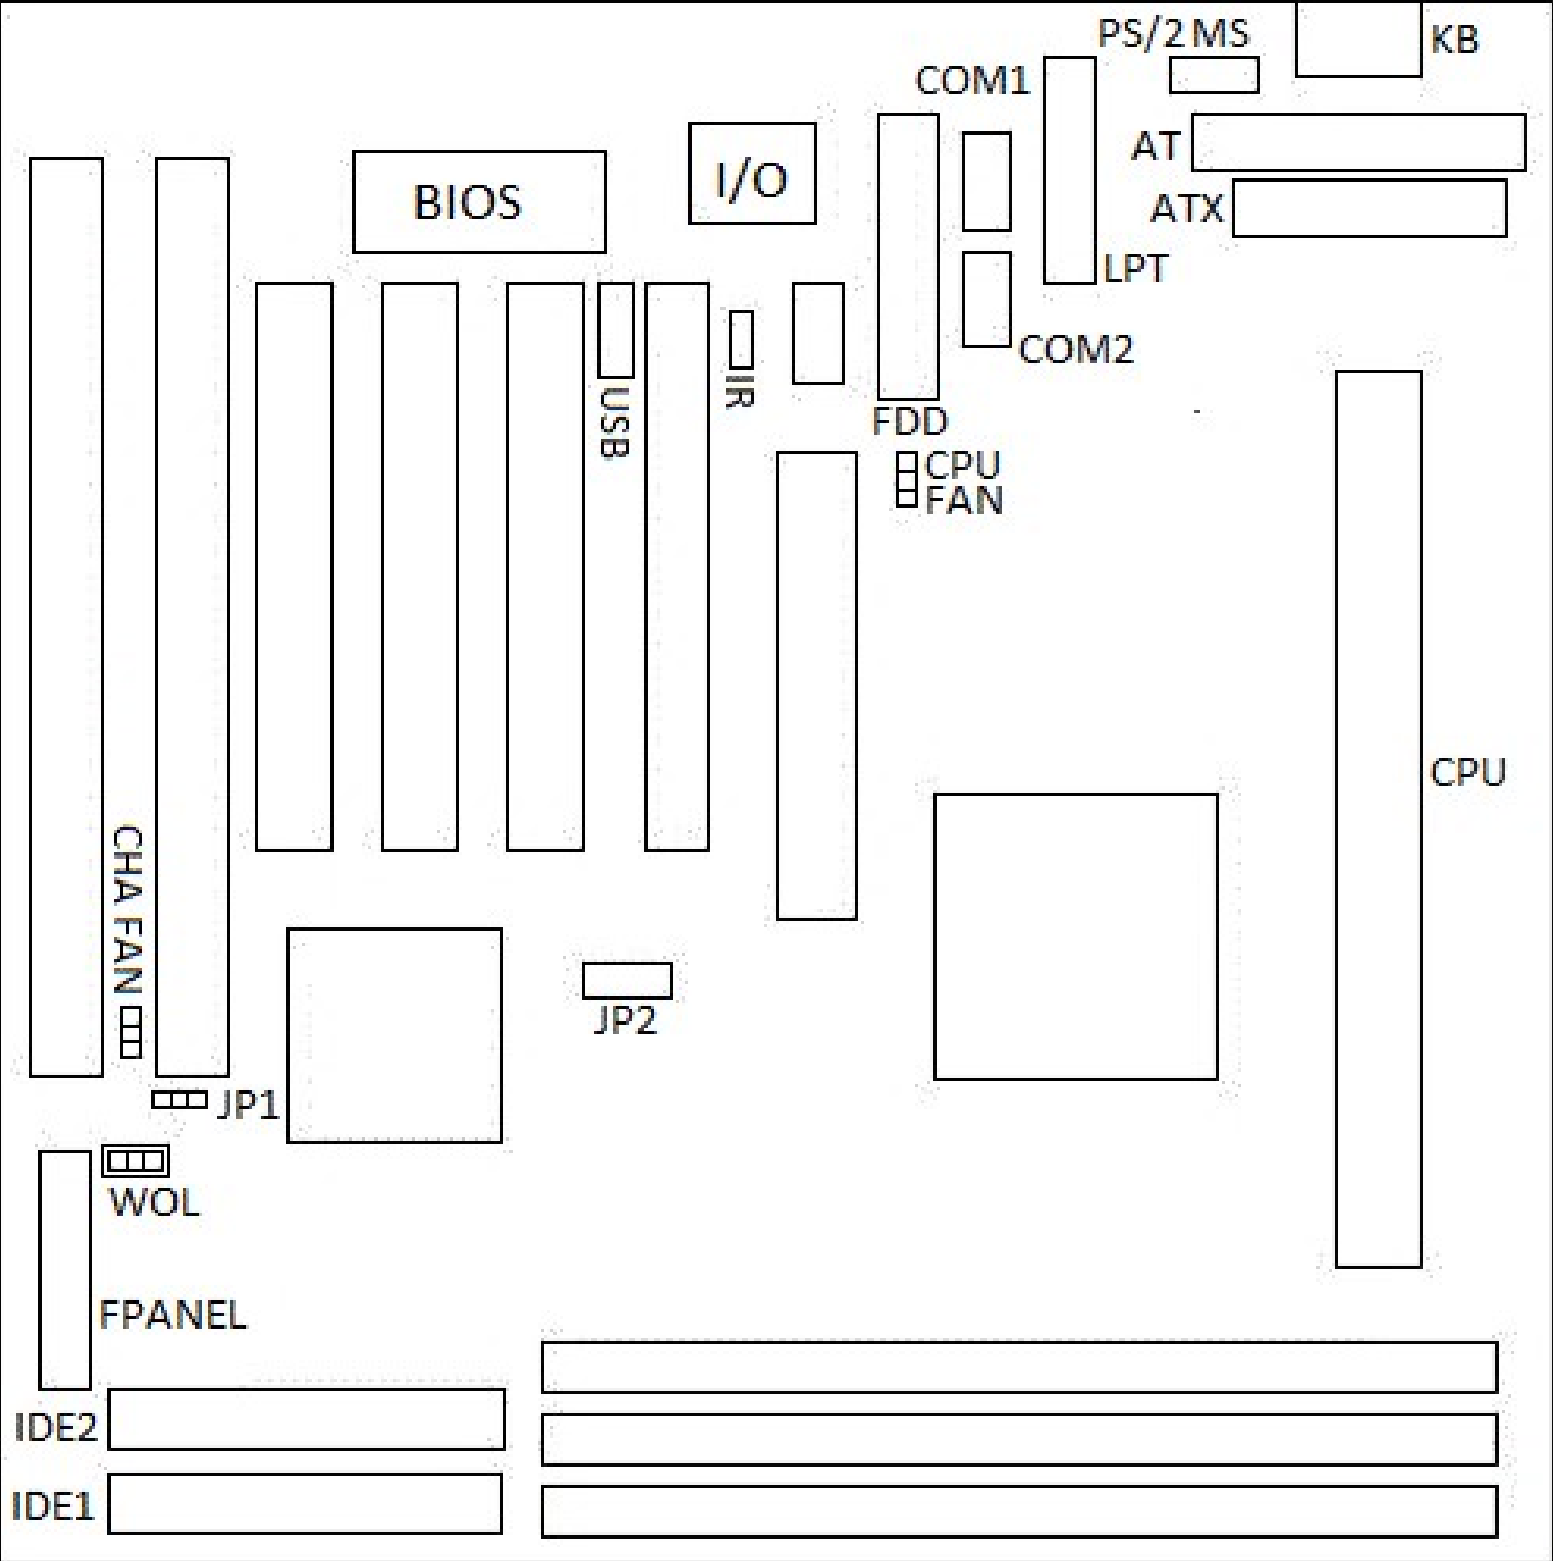 PS/2 MS
KB
COM1
AT
I/O
BIOS
ATX
LPT
COM2
IR
USB
FDD
CPU
FAN
CPU
CHA FAN
JP2
JP1
WOL
FPANEL
IDE2
IDE1